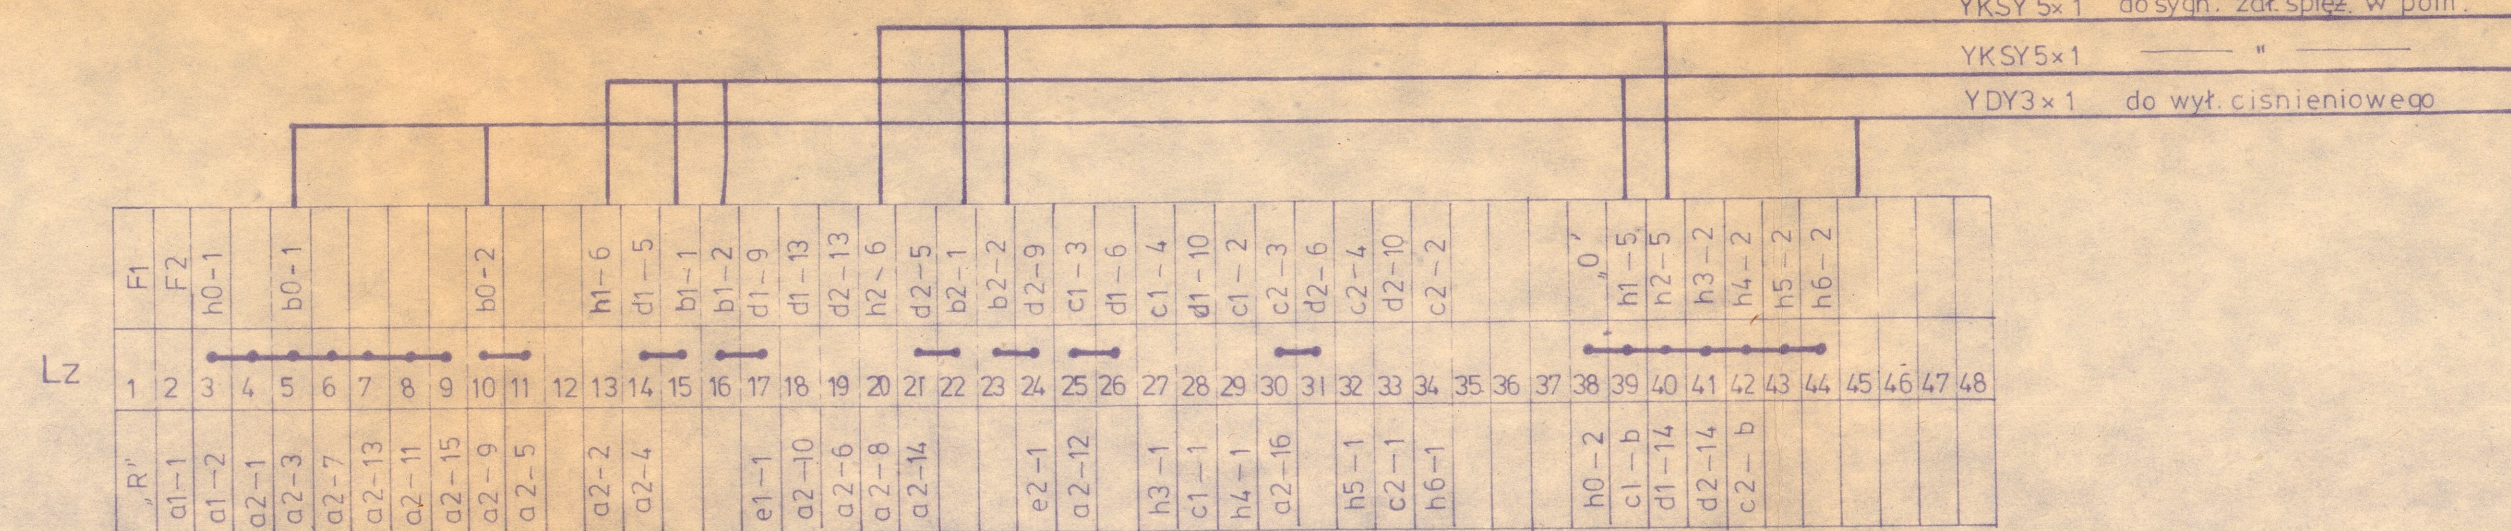 YKSY 5×1 do sygn. zdł. spięż. w pom.
YKSY 5×1 — " —
YDY 3×1 do wył. cisnieniowego
F1 F2 h0-1 b0-1 b0-2 h1-6 d1-5 b1-1 b1-2 d1-9 d1-13 d2-13 h2-6 d2-5 b2-1 b2-2 d2-9 c1-3 d1-6 c1-4 d1-10 c1-2 c2-3 d2-6 c2-4 d2-10 c2-2 „0" h1-5 h2-5 h3-2 h4-2 h5-2 h6-2
Lz 1 2 3 4 5 6 7 8 9 10 11 12 13 14 15 16 17 18 19 20 21 22 23 24 25 26 27 28 29 30 31 32 33 34 35 36 37 38 39 40 41 42 43 44 45 46 47 48
„R" a1-1 a1-2 a2-1 a2-3 a2-7 a2-13 a2-11 a2-15 a2-9 a2-5 a2-2 a2-4 e1-1 a2-10 a2-6 a2-8 a2-14 e2-1 a2-12 h3-1 c1-1 h4-1 a2-16 h5-1 c2-1 h6-1 h0-2 c1-b d1-14 d2-14 c2-b